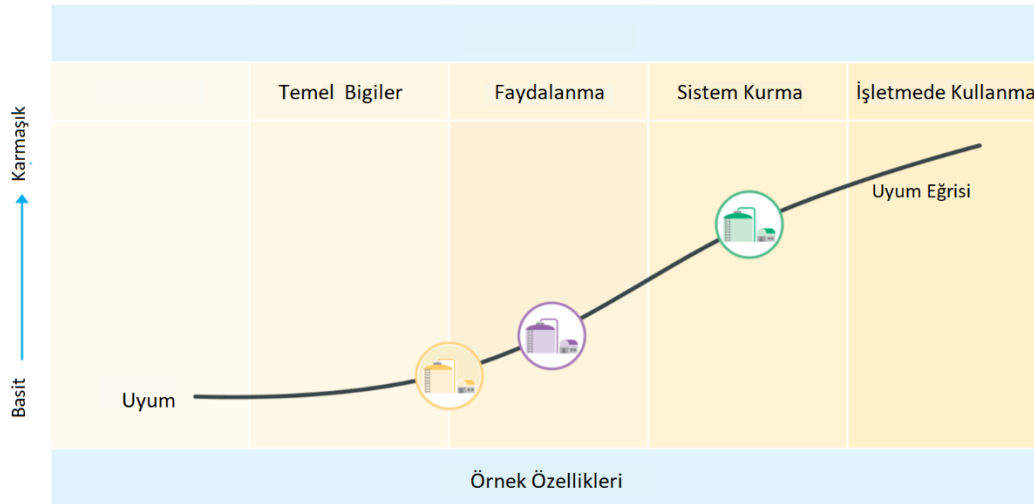 Temel Bigiler
Faydalanma
Sistem Kurma
İşletmede Kullanma
Karmaşık
Basit
Uyum Eğrisi
Uyum
Örnek Özellikleri